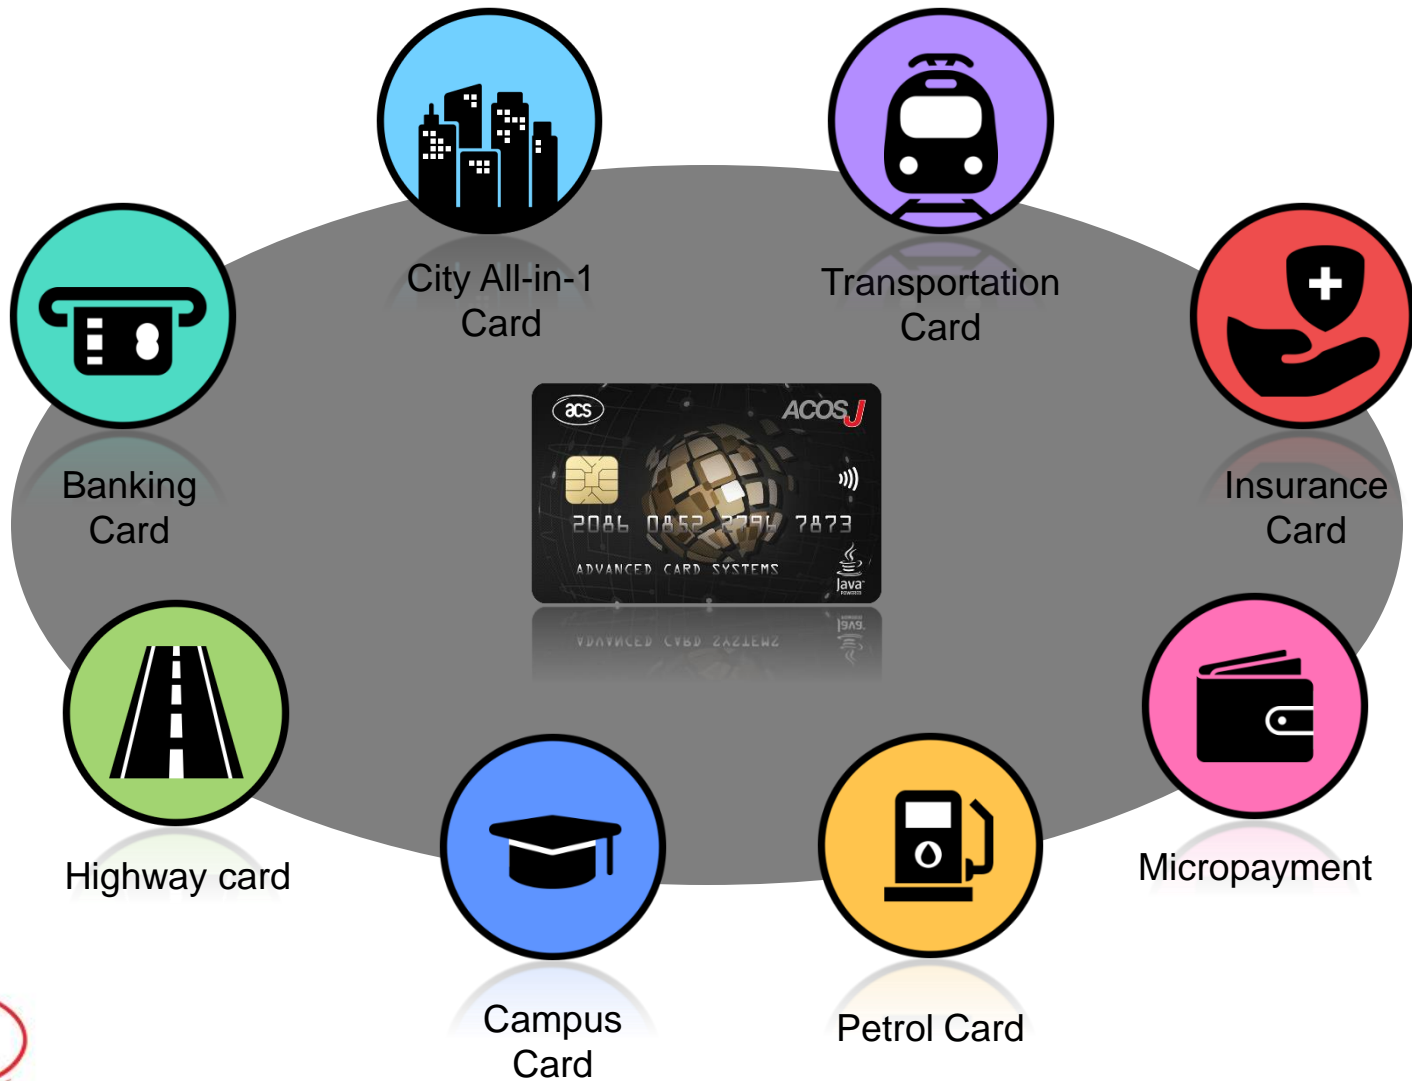 City All-in-1
Card
Transportation
Card
Banking
Card
Insurance
Card
acs
ACOSJ
2086 0852 2796 7873
ADVANCED CARD SYSTEMS
Java
POWERED
Highway card
Micropayment
Campus
Card
Petrol Card